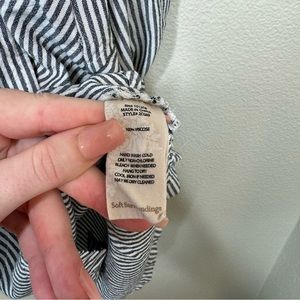 MADE IN
STYLE#
100% VISCOSE
HAND WASH COLD
ONLY NON-CHLORINE
BLEACH WHEN NEEDED
HANG TO DRY
COOL IRON IF NEEDED
MAY BE DRY CLEANED
Soft Surroundings